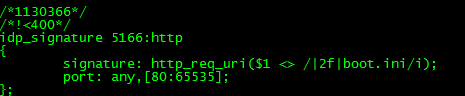 /*1130366*/
/*!<400*/
idp_signature 5166:http
{
signature: http_req_uri($1 <> /|2f|boot.ini/i);
port: any,[80:65535];
};